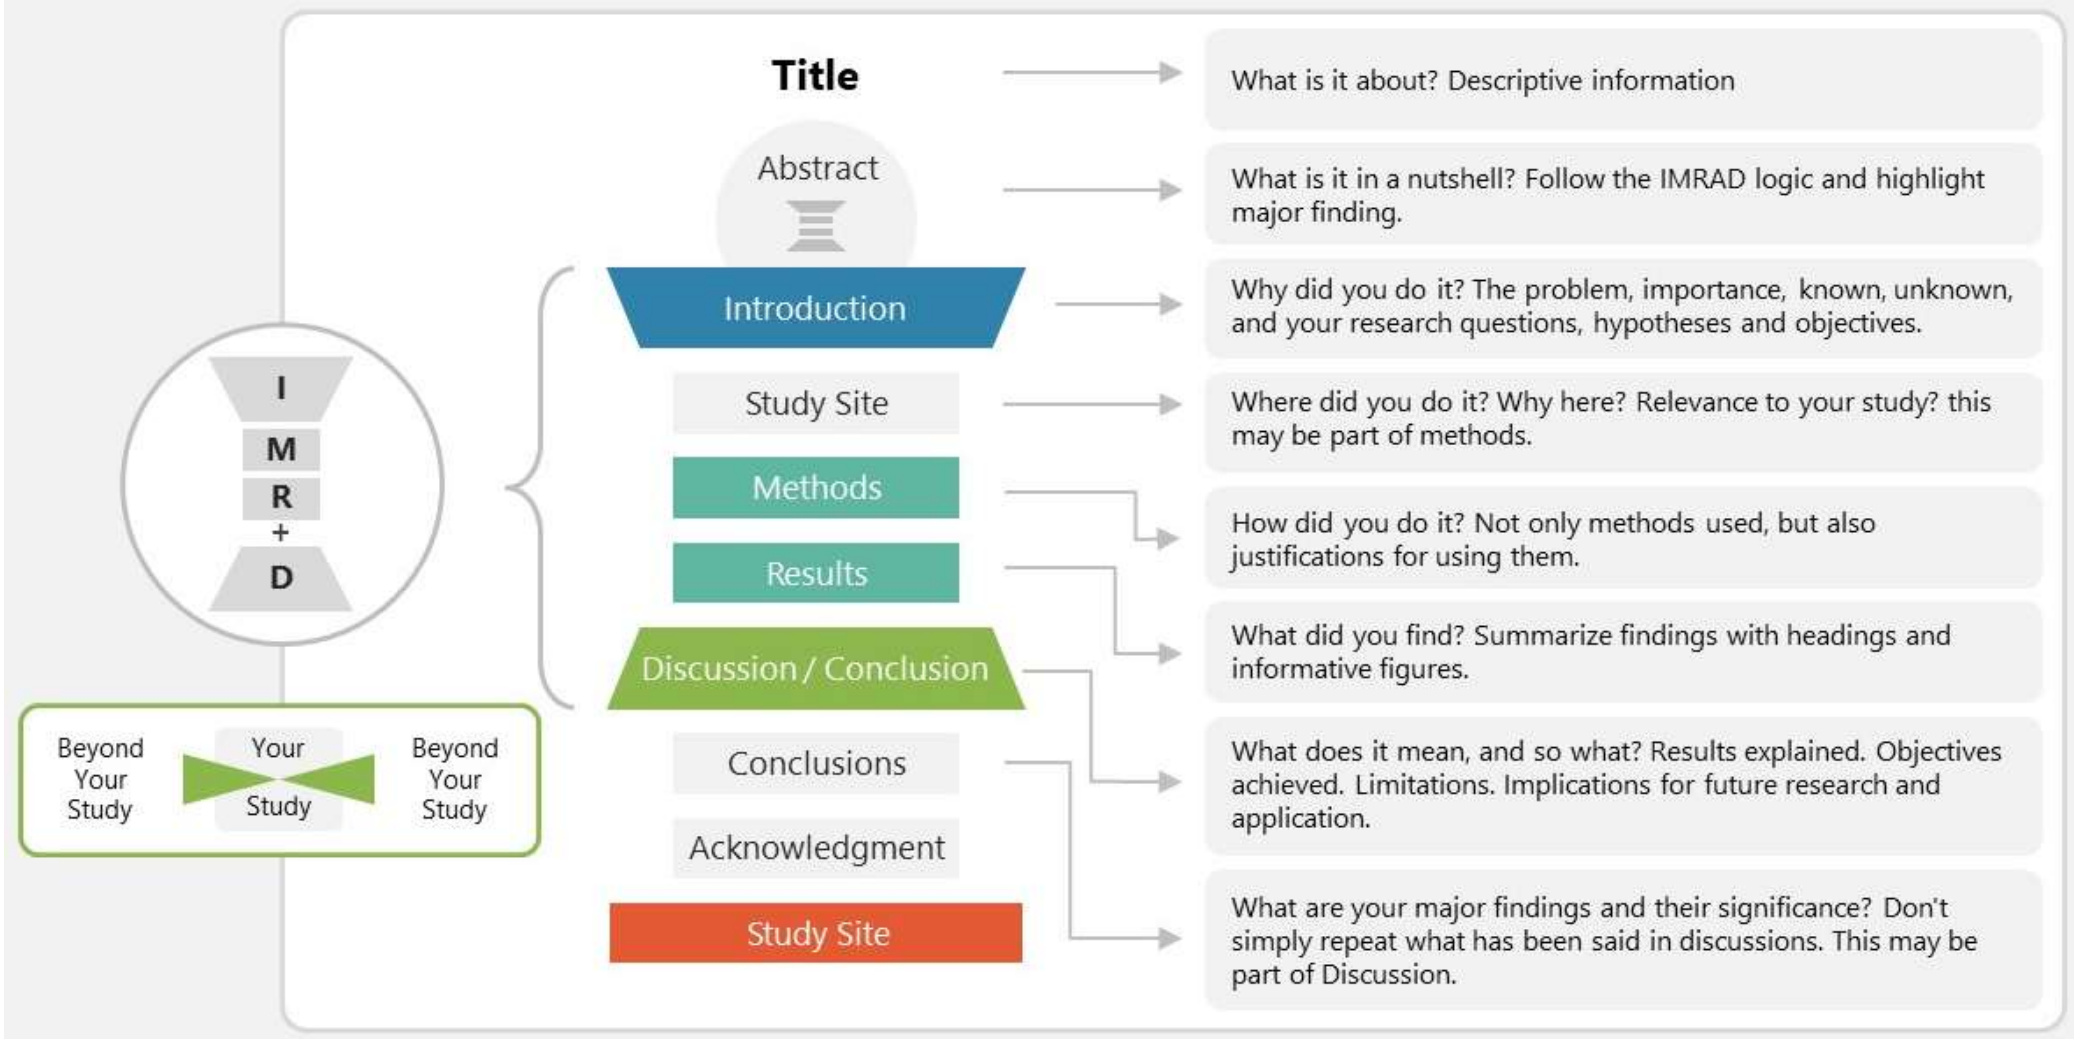 Title
What is it about? Descriptive information
Abstract
What is it in a nutshell? Follow the IMRAD logic and highlight
major finding.
Introduction
Why did you do it? The problem, importance, known, unknown,
and your research questions, hypotheses and objectives.
Study Site
Where did you do it? Why here? Relevance to your study? this
may be part of methods.
Methods
How did you do it? Not only methods used, but also
justifications for using them.
Results
What did you find? Summarize findings with headings and
informative figures.
Discussion / Conclusion
What does it mean, and so what? Results explained. Objectives
achieved. Limitations. Implications for future research and
application.
Conclusions
What are your major findings and their significance? Don't
simply repeat what has been said in discussions. This may be
part of Discussion.
Acknowledgment
Study Site
I
M
R
+
D
Beyond
Your
Study
Your
Study
Beyond
Your
Study